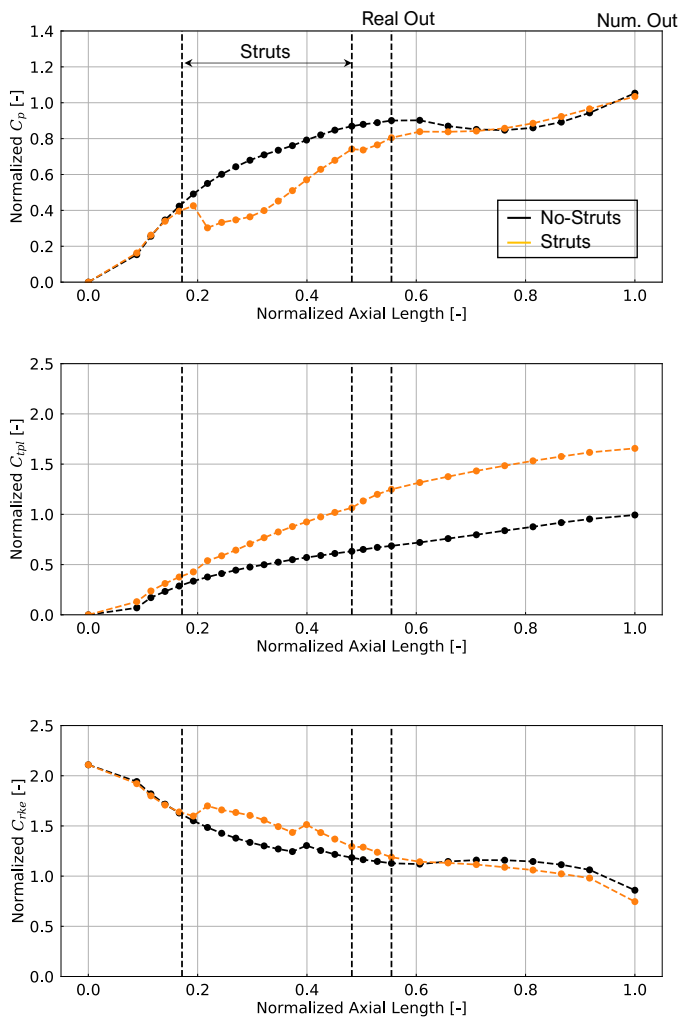 Real Out
Num. Out
1.4
1.2
1.0
0.8
0.6
0.4
0.2
0.0
Normalized Cp [-]
Struts
No-Struts
Struts
0.0 0.2 0.4 0.6 0.8 1.0
Normalized Axial Length [-]
2.5
2.0
1.5
1.0
0.5
0.0
Normalized Ctpl [-]
0.0 0.2 0.4 0.6 0.8 1.0
Normalized Axial Length [-]
2.5
2.0
1.5
1.0
0.5
0.0
Normalized Crke [-]
0.0 0.2 0.4 0.6 0.8 1.0
Normalized Axial Length [-]